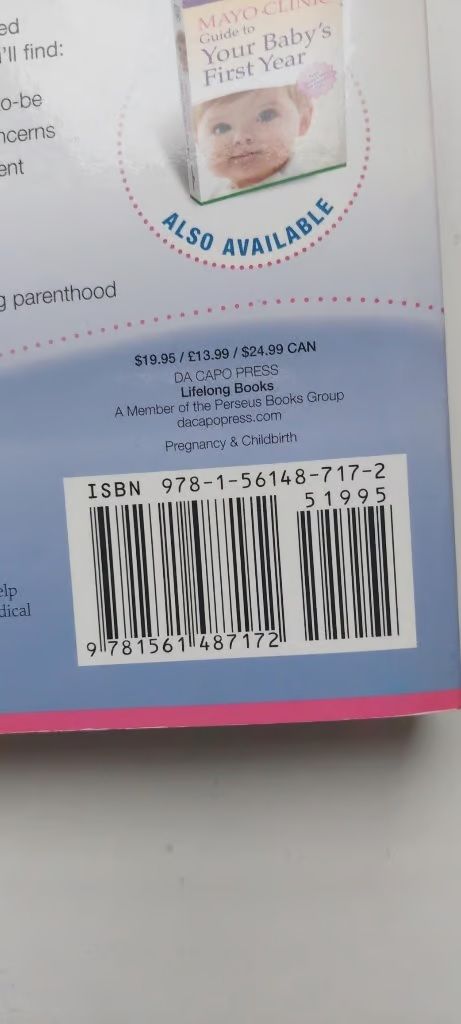 ed
'll find:
o-be
ncerns
ent
MAYO CLINIC
Guide to
Your Baby's
First Year
ALSO AVAILABLE
g parenthood
$19.95 / £13.99 / $24.99 CAN
DA CAPO PRESS
Lifelong Books
A Member of the Perseus Books Group
dacapopress.com
Pregnancy & Childbirth
ISBN 978-1-56148-717-2
51995
9 781561 487172
elp
dical